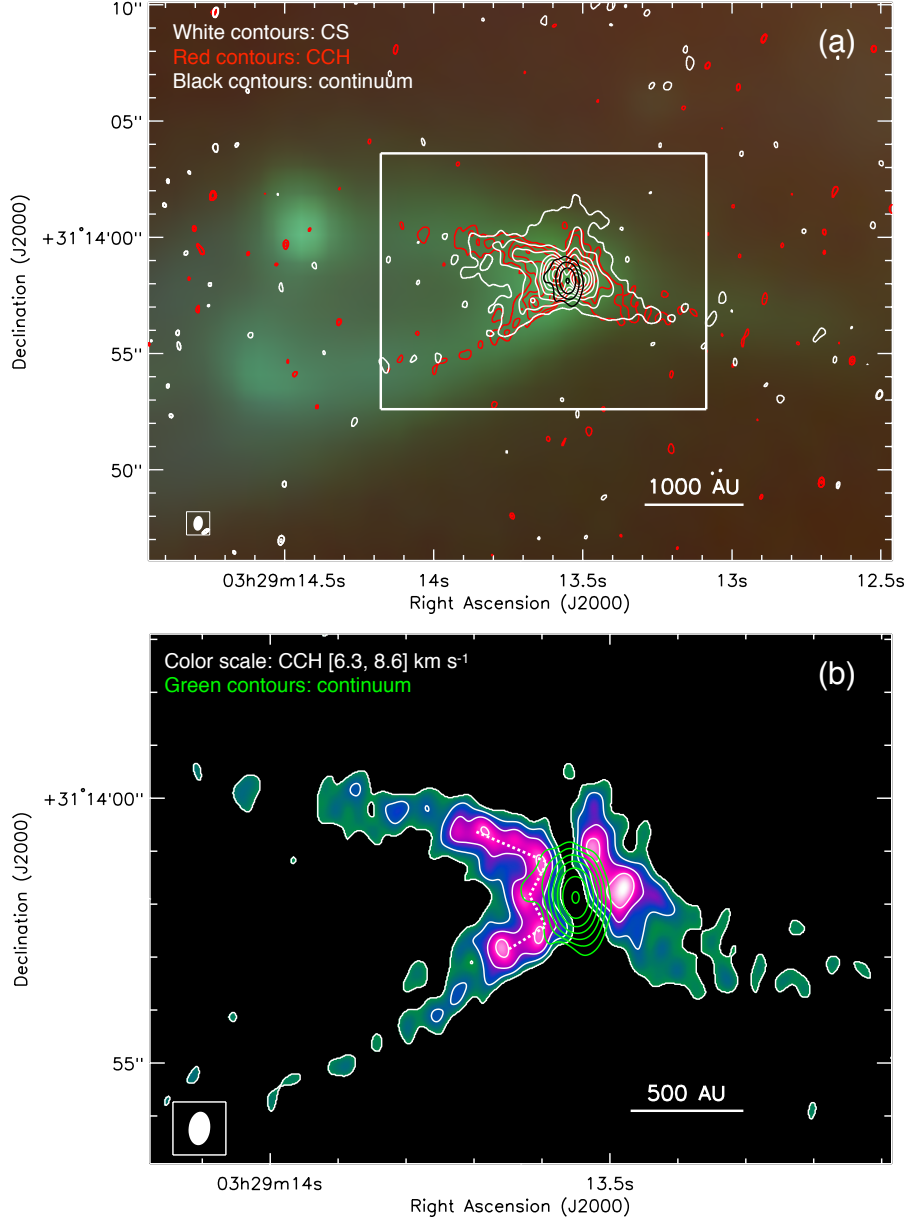 10''
White contours: CS
(a)
Red contours: CCH
Black contours: continuum
05''
+31°14'00''
Declination (J2000)
55''
50''
1000 AU
03h29m14.5s
14s
13.5s
13s
12.5s
Right Ascension (J2000)
Color scale: CCH [6.3, 8.6] km s⁻¹
(b)
Green contours: continuum
+31°14'00''
Declination (J2000)
55''
500 AU
03h29m14s
13.5s
Right Ascension (J2000)